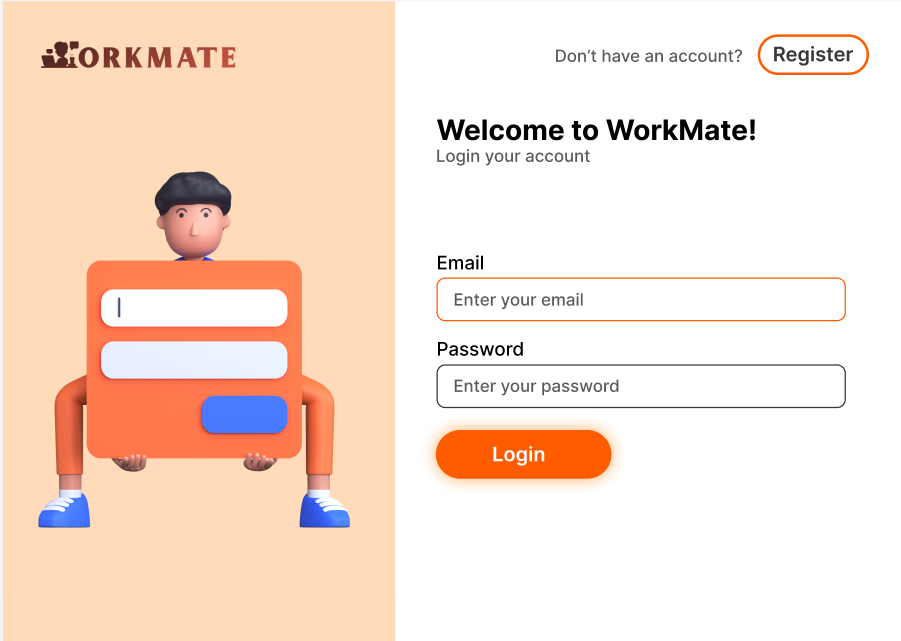 WORKMATE
Don't have an account?
Register
Welcome to WorkMate!
Login your account
Email
Enter your email
Password
Enter your password
Login